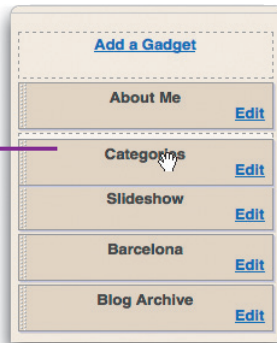 Add a Gadget
About Me
Edit
Categories
Edit
Slideshow
Edit
Barcelona
Edit
Blog Archive
Edit